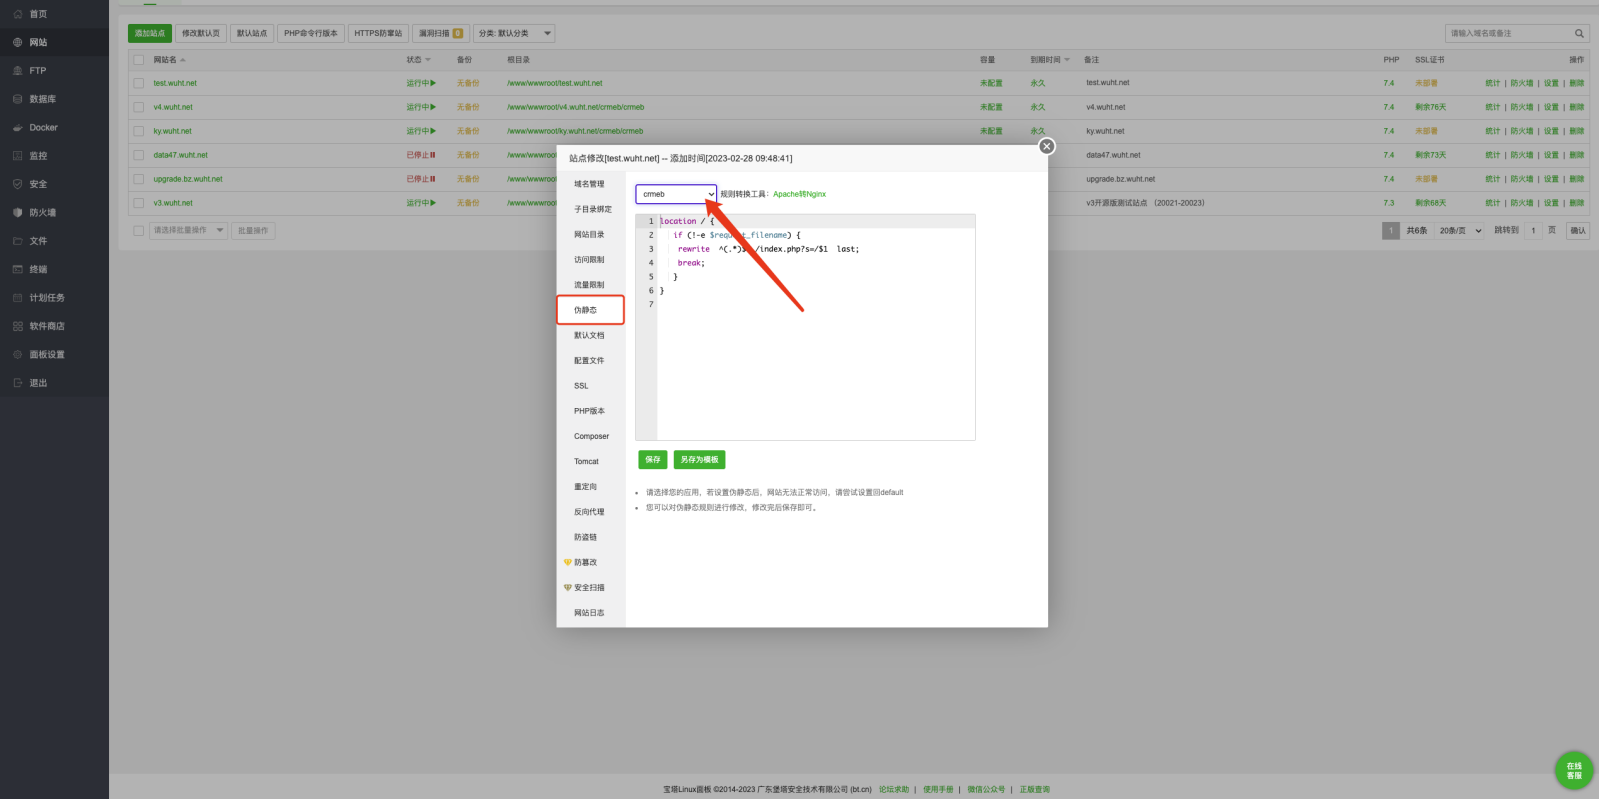 首页
网站
FTP
数据库
Docker
监控
安全
防火墙
文件
终端
计划任务
软件商店
面板设置
退出
添加站点 修改默认页 默认站点 PHP命令行版本 HTTPS防窜站 漏洞扫描 0 分类: 默认分类 请输入域名或备注
网站名 状态 备份 根目录 容量 到期时间 备注 PHP SSL证书 操作
test.wuht.net 运行中 无备份 /www/wwwroot/test.wuht.net 未配置 永久 test.wuht.net 7.4 未部署 统计 | 防火墙 | 设置 | 删除
v4.wuht.net 运行中 无备份 /www/wwwroot/v4.wuht.net/crmeb/crmeb 未配置 永久 v4.wuht.net 7.4 剩余76天 统计 | 防火墙 | 设置 | 删除
ky.wuht.net 运行中 无备份 /www/wwwroot/ky.wuht.net/crmeb/crmeb 未配置 永久 ky.wuht.net 7.4 未部署 统计 | 防火墙 | 设置 | 删除
data47.wuht.net 已停止 无备份 /www/wwwroo data47.wuht.net 7.4 剩余73天 统计 | 防火墙 | 设置 | 删除
upgrade.bz.wuht.net 已停止 无备份 /www/wwwroo upgrade.bz.wuht.net 7.4 未部署 统计 | 防火墙 | 设置 | 删除
v3.wuht.net 运行中 无备份 /www/wwwroo v3开源版测试站点 （20021-20023） 7.3 剩余68天 统计 | 防火墙 | 设置 | 删除
请选择批量操作 批量操作 1 共6条 20条/页 跳转到 1 页 确认
站点修改[test.wuht.net] -- 添加时间[2023-02-28 09:48:41]
域名管理
子目录绑定
网站目录
访问限制
流量限制
伪静态
默认文档
配置文件
SSL
PHP版本
Composer
Tomcat
重定向
反向代理
防盗链
防篡改
安全扫描
网站日志
crmeb 规则转换工具： Apache转Nginx
1 location / {
2 if (!-e $request_filename) {
3 rewrite ^(.*)$ /index.php?s=/$1 last;
4 break;
5 }
6 }
7
保存 另存为模板
请选择您的应用，若设置伪静态后，网站无法正常访问，请尝试设置回default
您可以对伪静态规则进行修改，修改完后保存即可。
在线
客服
宝塔Linux面板 ©2014-2023 广东堡塔安全技术有限公司 (bt.cn) 论坛求助 | 使用手册 | 微信公众号 | 正版查询